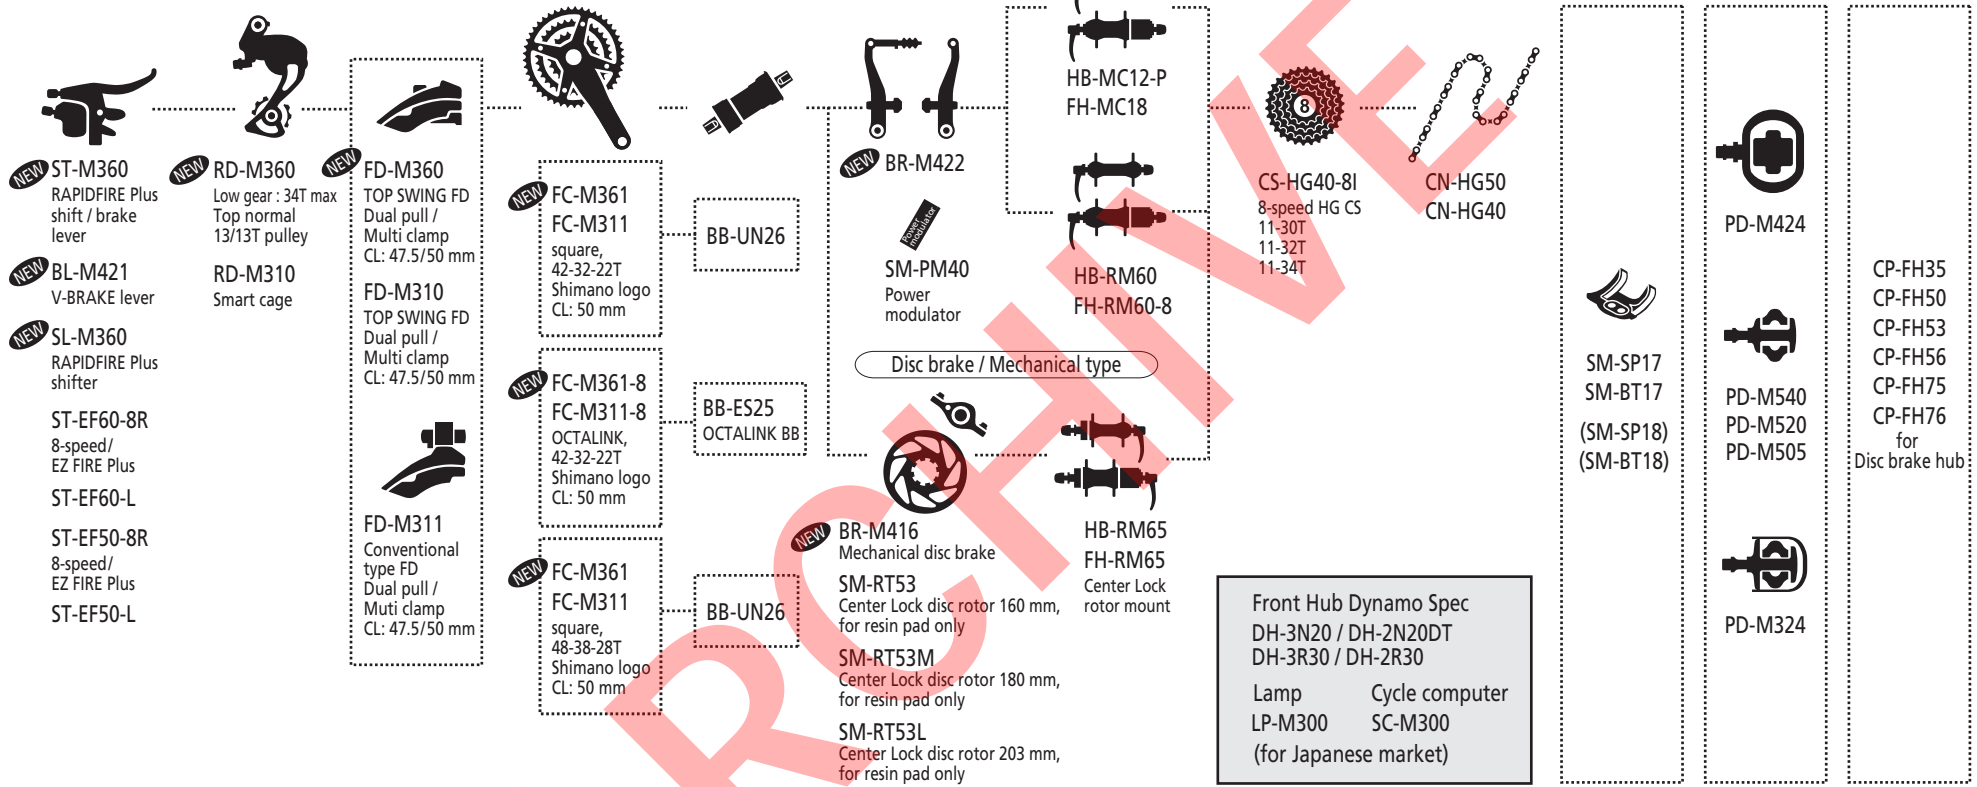 NEW ST-M360
RAPIDFIRE Plus
shift / brake
lever
NEW BL-M421
V-BRAKE lever
NEW SL-M360
RAPIDFIRE Plus
shifter
ST-EF60-8R
8-speed/
EZ FIRE Plus
ST-EF60-L
ST-EF50-8R
8-speed/
EZ FIRE Plus
ST-EF50-L
NEW RD-M360
Low gear : 34T max
Top normal
13/13T pulley
RD-M310
Smart cage
NEW FD-M360
TOP SWING FD
Dual pull /
Multi clamp
CL: 47.5/50 mm
FD-M310
TOP SWING FD
Dual pull /
Multi clamp
CL: 47.5/50 mm
FD-M311
Conventional
type FD
Dual pull /
Muti clamp
CL: 47.5/50 mm
NEW FC-M361
FC-M311
square,
42-32-22T
Shimano logo
CL: 50 mm
BB-UN26
NEW FC-M361-8
FC-M311-8
OCTALINK,
42-32-22T
Shimano logo
CL: 50 mm
BB-ES25
OCTALINK BB
NEW FC-M361
FC-M311
square,
48-38-28T
Shimano logo
CL: 50 mm
BB-UN26
NEW BR-M422
Power
modulator
SM-PM40
Power
modulator
Disc brake / Mechanical type
NEW BR-M416
Mechanical disc brake
SM-RT53
Center Lock disc rotor 160 mm,
for resin pad only
SM-RT53M
Center Lock disc rotor 180 mm,
for resin pad only
SM-RT53L
Center Lock disc rotor 203 mm,
for resin pad only
HB-MC12-P
FH-MC18
HB-RM60
FH-RM60-8
HB-RM65
FH-RM65
Center Lock
rotor mount
8
CS-HG40-8I
8-speed HG CS
11-30T
11-32T
11-34T
CN-HG50
CN-HG40
Front Hub Dynamo Spec
DH-3N20 / DH-2N20DT
DH-3R30 / DH-2R30
Lamp Cycle computer
LP-M300 SC-M300
(for Japanese market)
SM-SP17
SM-BT17
(SM-SP18)
(SM-BT18)
PD-M424
PD-M540
PD-M520
PD-M505
PD-M324
CP-FH35
CP-FH50
CP-FH53
CP-FH56
CP-FH75
CP-FH76
for
Disc brake hub
RCHIVE